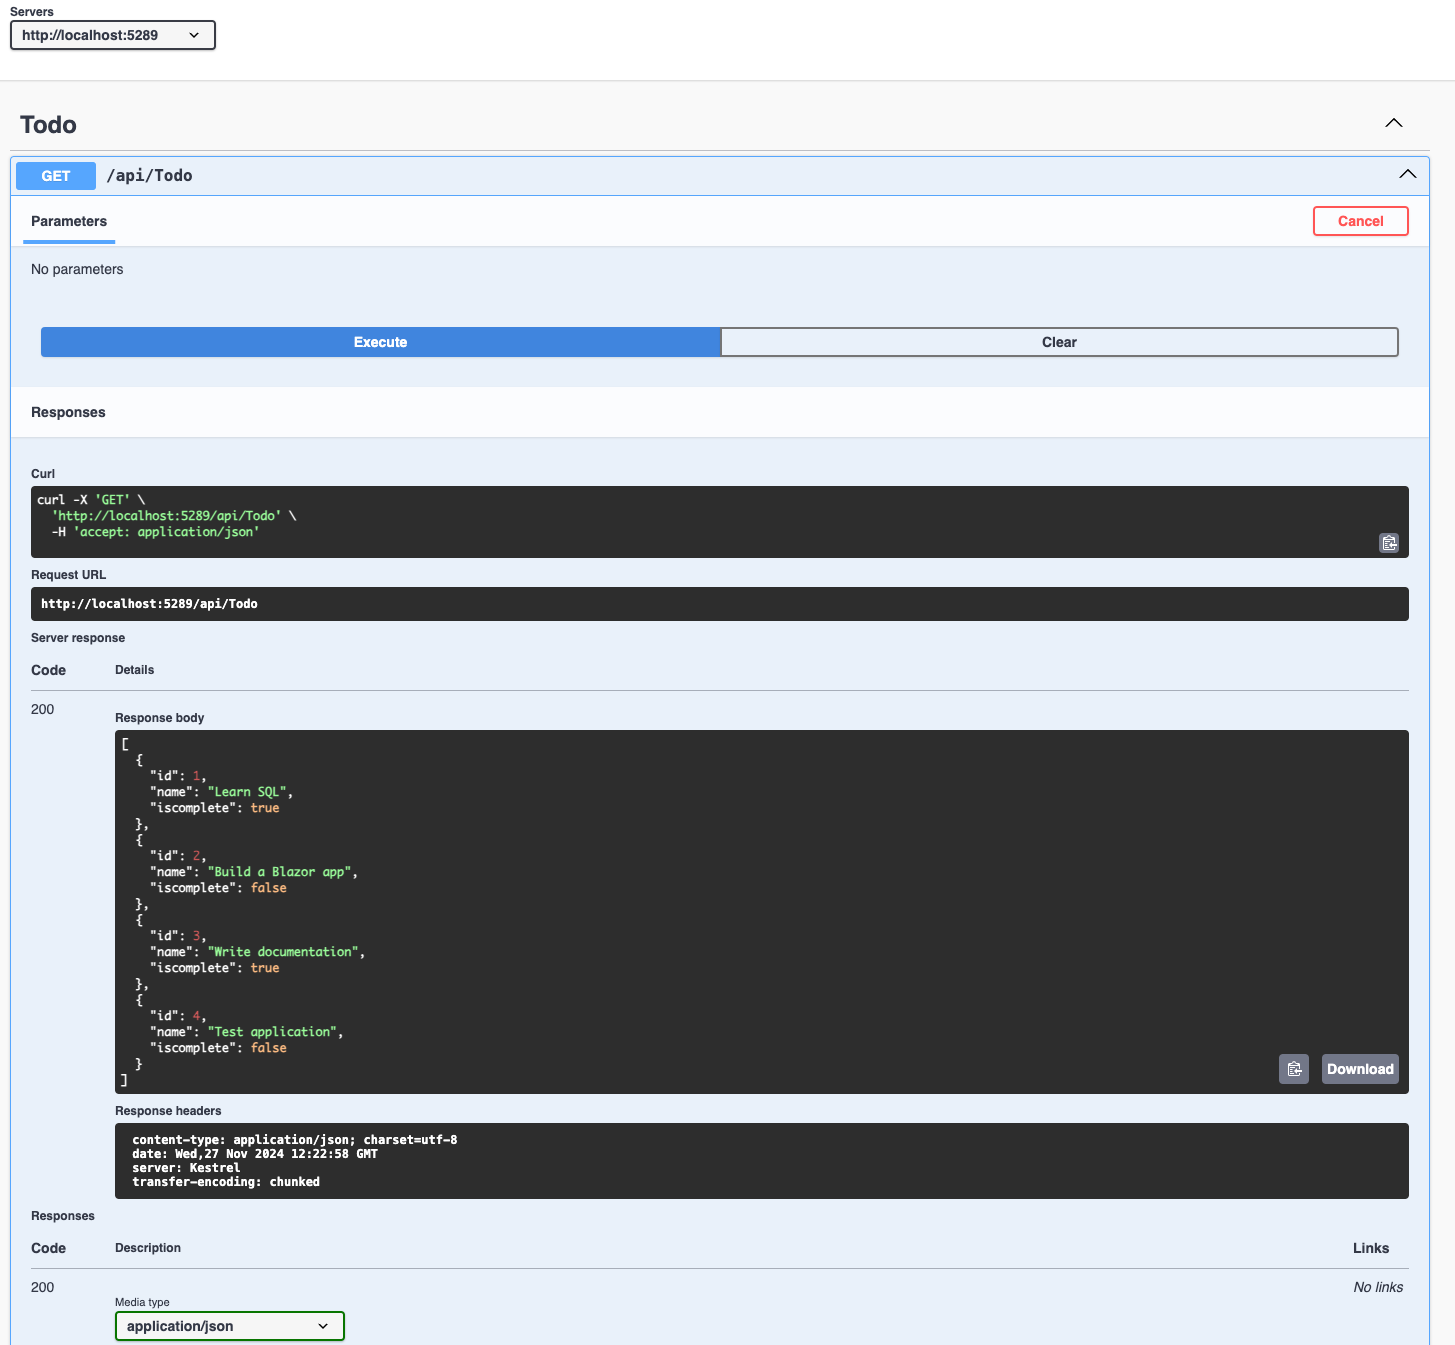 Servers
http://localhost:5289
Todo
GET /api/Todo
Parameters
Cancel
No parameters
Execute
Clear
Responses
Curl
curl -X 'GET' \
  'http://localhost:5289/api/Todo' \
  -H 'accept: application/json'
Request URL
http://localhost:5289/api/Todo
Server response
Code Details
200
Response body
[
  {
    "id": 1,
    "name": "Learn SQL",
    "iscomplete": true
  },
  {
    "id": 2,
    "name": "Build a Blazor app",
    "iscomplete": false
  },
  {
    "id": 3,
    "name": "Write documentation",
    "iscomplete": true
  },
  {
    "id": 4,
    "name": "Test application",
    "iscomplete": false
  }
]
Download
Response headers
content-type: application/json; charset=utf-8
date: Wed,27 Nov 2024 12:22:58 GMT
server: Kestrel
transfer-encoding: chunked
Responses
Code Description Links
200 No links
Media type
application/json